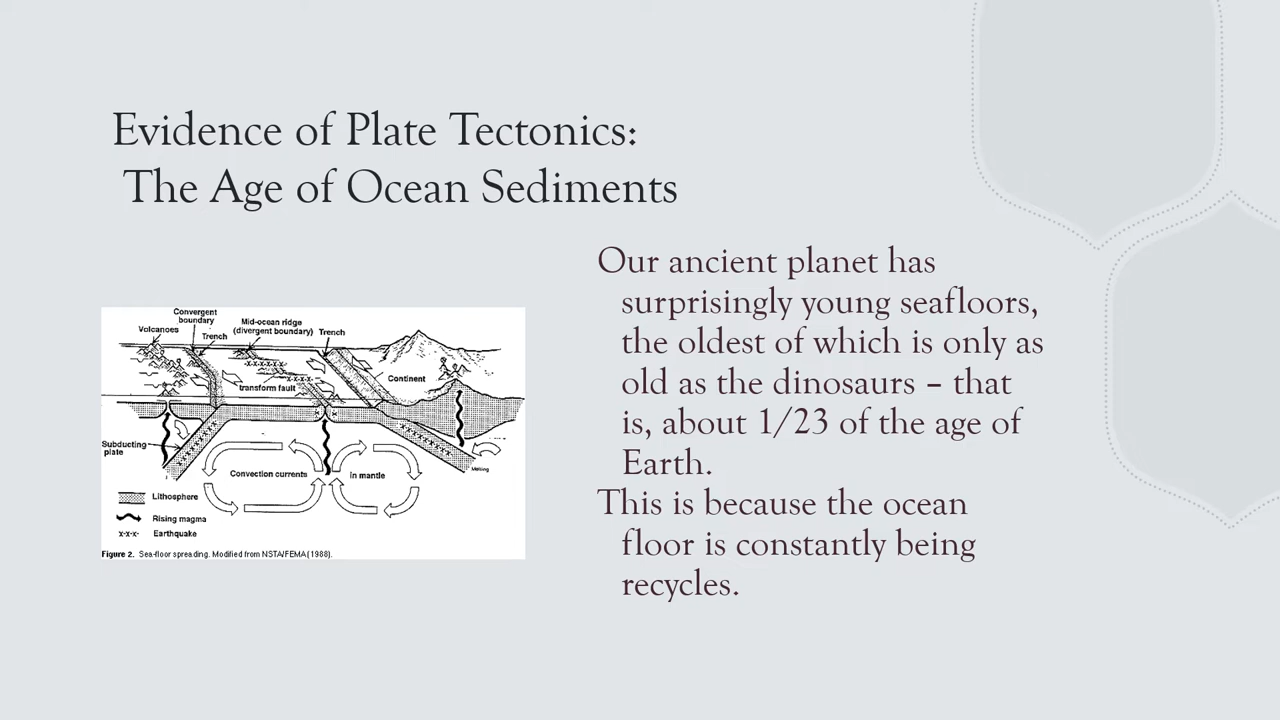 Evidence of Plate Tectonics:
The Age of Ocean Sediments
Our ancient planet has
surprisingly young seafloors,
the oldest of which is only as
old as the dinosaurs – that
is, about 1/23 of the age of
Earth.
This is because the ocean
floor is constantly being
recycles.
Convergent
boundary
Volcanoes
Trench
Mid-ocean ridge
(divergent boundary)
Trench
transform fault
Continent
Subducting
plate
Convection currents
in mantle
Melting
Lithosphere
Rising magma
x-x-x- Earthquake
Figure 2. Sea-floor spreading. Modified from NSTA/FEMA (1988).